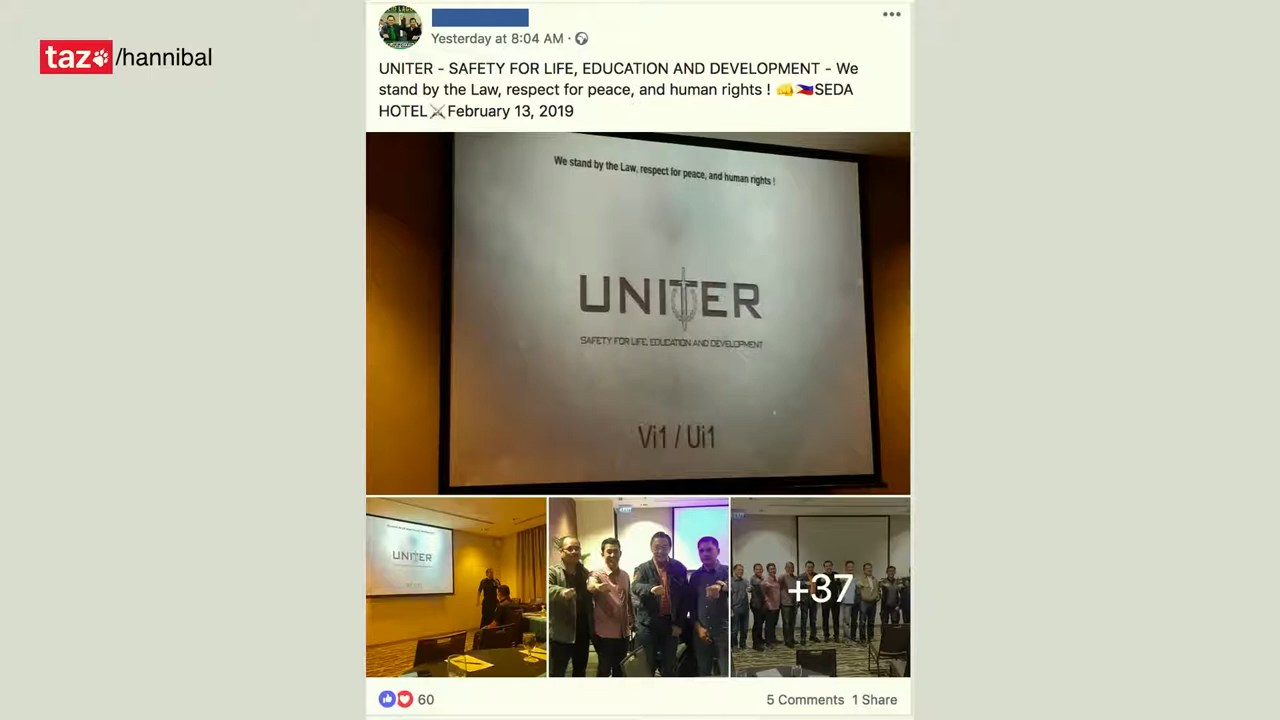 taz/hannibal
Yesterday at 8:04 AM ·
UNITER - SAFETY FOR LIFE, EDUCATION AND DEVELOPMENT - We
stand by the Law, respect for peace, and human rights ! 👊🇵🇭SEDA
HOTEL⚔️February 13, 2019
We stand by the Law, respect for peace, and human rights !
UNITER
SAFETY FOR LIFE, EDUCATION AND DEVELOPMENT
Vi1 / Ui1
UNITER
EXIT
EXIT
+37
60
5 Comments 1 Share